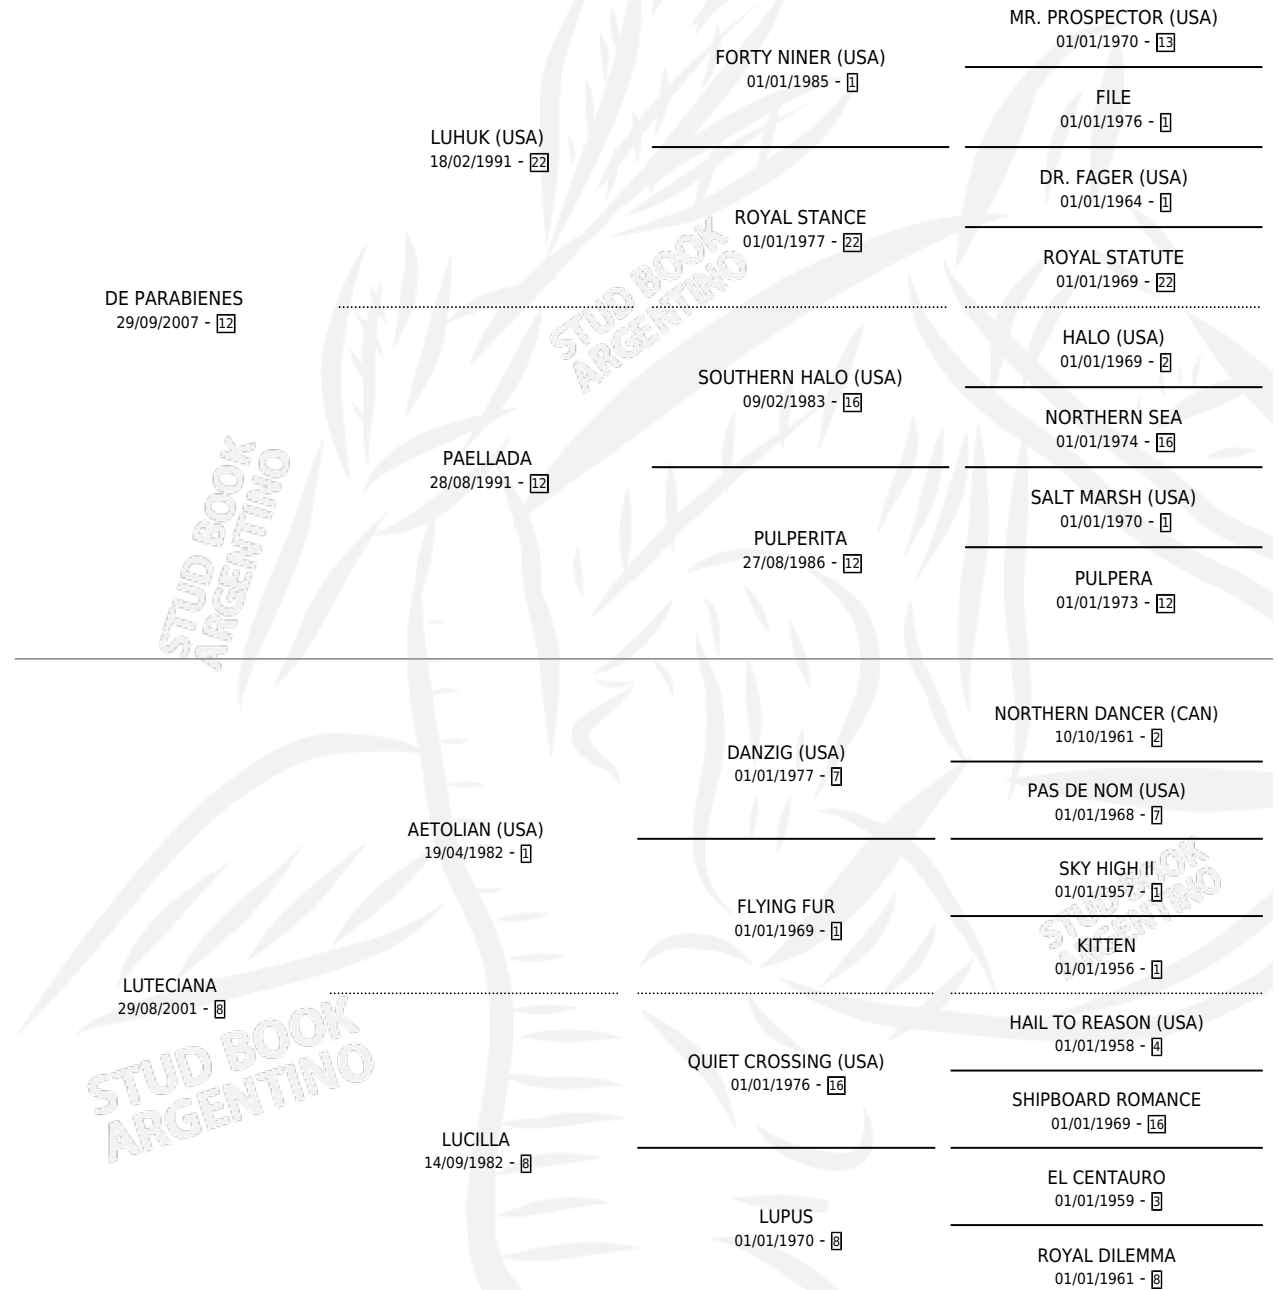 MR. PROSPECTOR (USA)
01/01/1970 - 13
FORTY NINER (USA)
01/01/1985 - 1
FILE
01/01/1976 - 1
LUHUK (USA)
18/02/1991 - 22
DR. FAGER (USA)
01/01/1964 - 1
ROYAL STANCE
01/01/1977 - 22
ROYAL STATUTE
01/01/1969 - 22
DE PARABIENES
29/09/2007 - 12
HALO (USA)
01/01/1969 - 2
SOUTHERN HALO (USA)
09/02/1983 - 16
NORTHERN SEA
01/01/1974 - 16
PAELLADA
28/08/1991 - 12
SALT MARSH (USA)
01/01/1970 - 1
PULPERITA
27/08/1986 - 12
PULPERA
01/01/1973 - 12
STUD BOOK
ARGENTINO
STUD BOOK
ARGENTINO
NORTHERN DANCER (CAN)
10/10/1961 - 2
DANZIG (USA)
01/01/1977 - 7
PAS DE NOM (USA)
01/01/1968 - 7
AETOLIAN (USA)
19/04/1982 - 1
SKY HIGH II
01/01/1957 - 1
FLYING FUR
01/01/1969 - 1
KITTEN
01/01/1956 - 1
LUTECIANA
29/08/2001 - 8
HAIL TO REASON (USA)
01/01/1958 - 4
QUIET CROSSING (USA)
01/01/1976 - 16
SHIPBOARD ROMANCE
01/01/1969 - 16
LUCILLA
14/09/1982 - 8
EL CENTAURO
01/01/1959 - 3
LUPUS
01/01/1970 - 8
ROYAL DILEMMA
01/01/1961 - 8
STUD BOOK
ARGENTINO
STUD BOOK
ARGENTINO